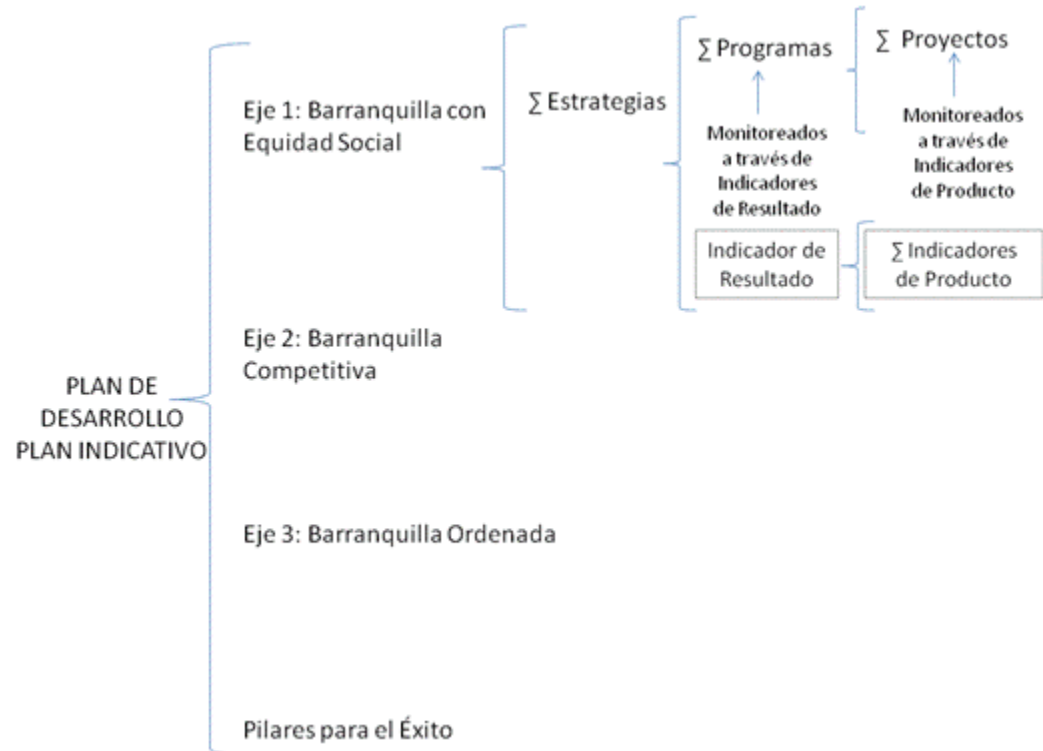 PLAN DE
DESARROLLO
PLAN INDICATIVO
Eje 1: Barranquilla con
Equidad Social
∑ Estrategias
∑ Programas
Monitoreados
a través de
Indicadores
de Resultado
Indicador de
Resultado
∑ Proyectos
Monitoreados
a través de
Indicadores
de Producto
∑ Indicadores
de Producto
Eje 2: Barranquilla
Competitiva
Eje 3: Barranquilla Ordenada
Pilares para el Éxito